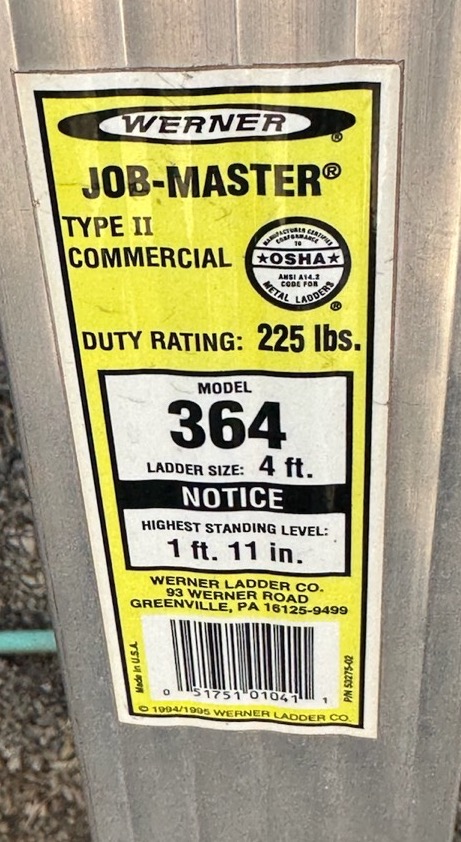 WERNER®
JOB-MASTER®
TYPE II
COMMERCIAL
MANUFACTURER CERTIFIES
CONFORMANCE
TO
★OSHA★
ANSI A14.2
CODE FOR
METAL LADDERS
®
DUTY RATING: 225 lbs.
MODEL
364
LADDER SIZE: 4 ft.
NOTICE
HIGHEST STANDING LEVEL:
1 ft. 11 in.
WERNER LADDER CO.
93 WERNER ROAD
GREENVILLE, PA 16125-9499
Made in U.S.A.
0 51751 01041 1
P/N 53275-02
© 1994/1995 WERNER LADDER CO.